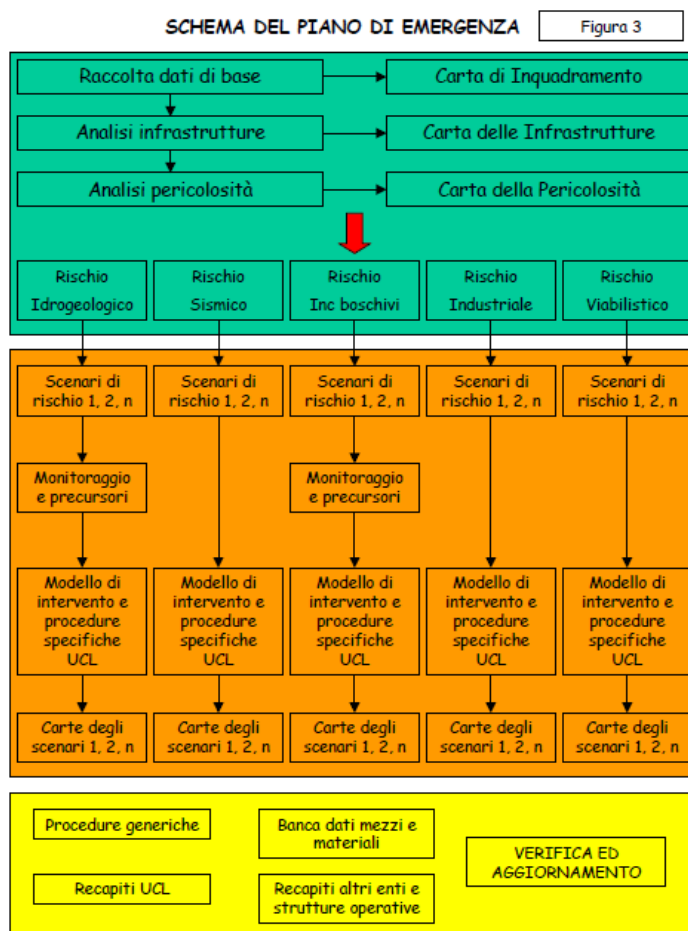 SCHEMA DEL PIANO DI EMERGENZA
Figura 3
Raccolta dati di base
Carta di Inquadramento
Analisi infrastrutture
Carta delle Infrastrutture
Analisi pericolosità
Carta della Pericolosità
Rischio
Idrogeologico
Rischio
Sismico
Rischio
Inc boschivi
Rischio
Industriale
Rischio
Viabilistico
Scenari di
rischio 1, 2, n
Scenari di
rischio 1, 2, n
Scenari di
rischio 1, 2, n
Scenari di
rischio 1, 2, n
Scenari di
rischio 1, 2, n
Monitoraggio
e precursori
Monitoraggio
e precursori
Modello di
intervento e
procedure
specifiche
UCL
Modello di
intervento e
procedure
specifiche
UCL
Modello di
intervento e
procedure
specifiche
UCL
Modello di
intervento e
procedure
specifiche
UCL
Modello di
intervento e
procedure
specifiche
UCL
Carte degli
scenari 1, 2, n
Carte degli
scenari 1, 2, n
Carte degli
scenari 1, 2, n
Carte degli
scenari 1, 2, n
Carte degli
scenari 1, 2, n
Procedure generiche
Banca dati mezzi e
materiali
VERIFICA ED
AGGIORNAMENTO
Recapiti UCL
Recapiti altri enti e
strutture operative